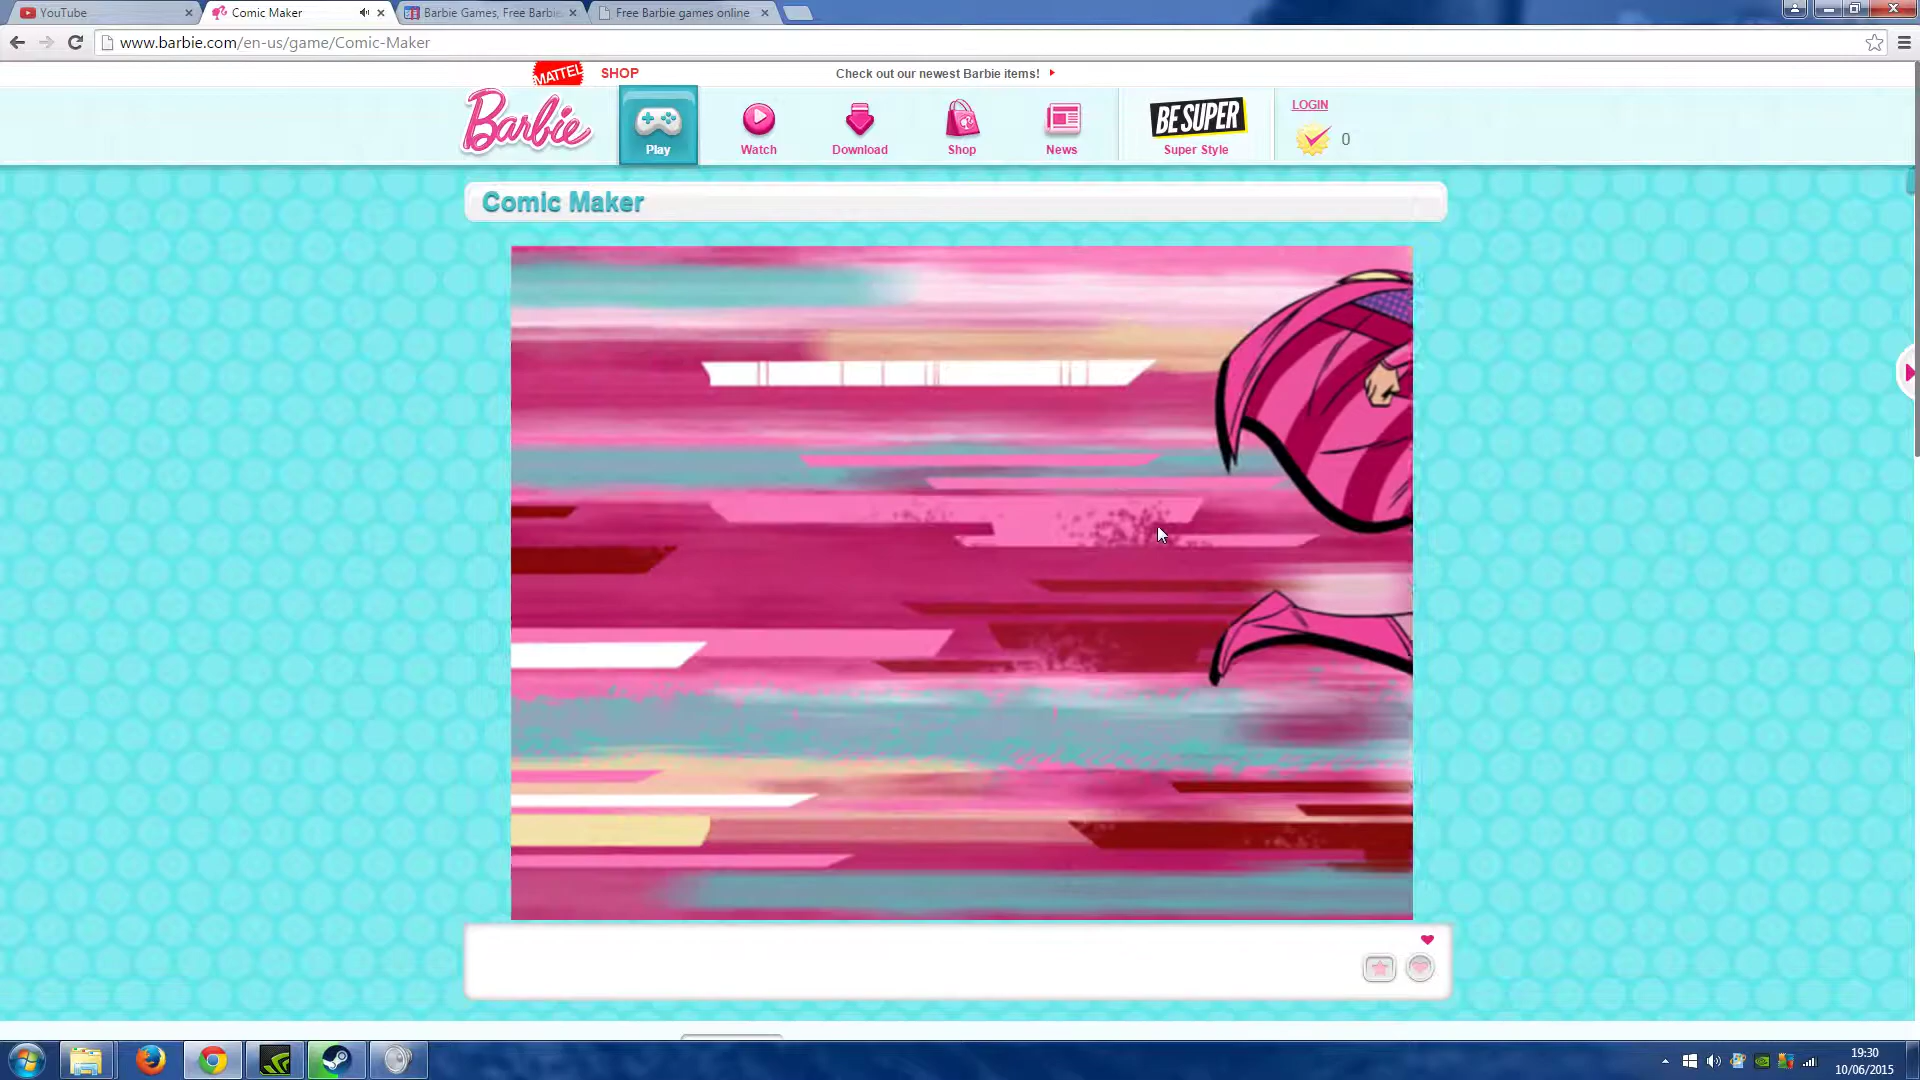 YouTube
Comic Maker
Barbie Games, Free Barbie
Free Barbie games online
www.barbie.com/en-us/game/Comic-Maker
MATTEL SHOP Check out our newest Barbie items!
Barbie
Play
Watch
Download
Shop
News
BE SUPER
Super Style
LOGIN
0
Comic Maker
19:30
10/06/2015